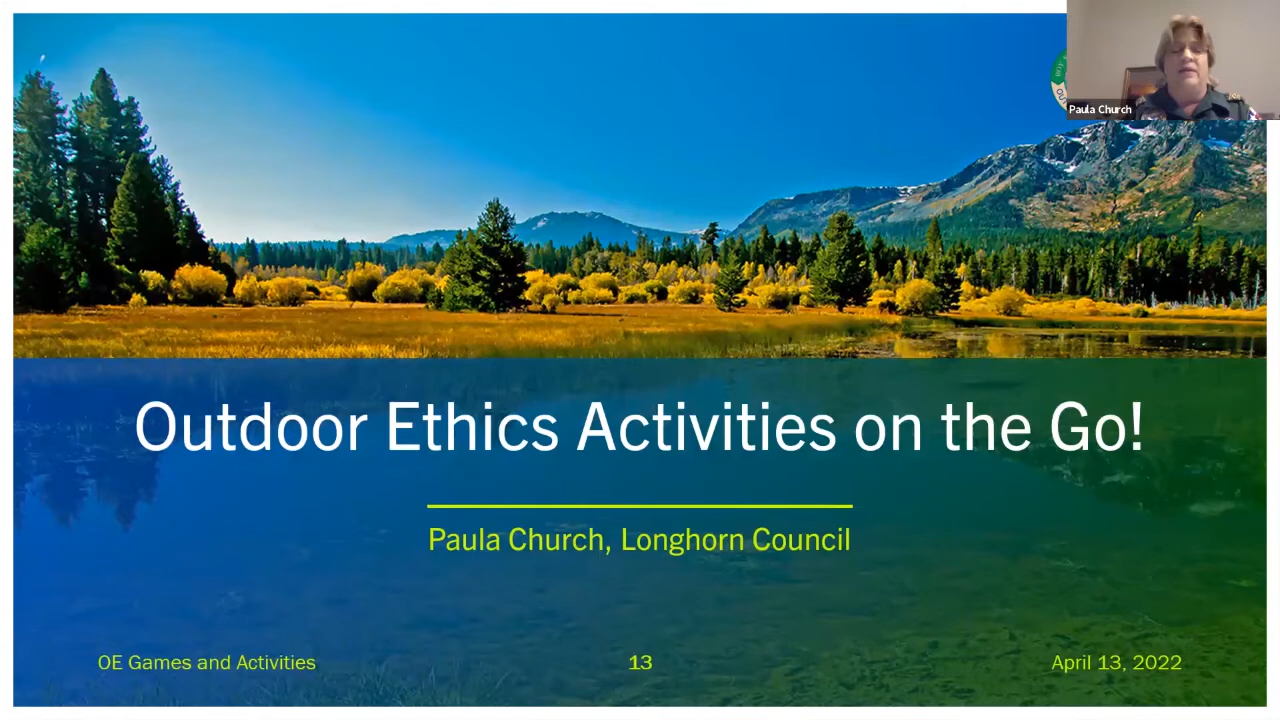 Paula Church
Outdoor Ethics Activities on the Go!
Paula Church, Longhorn Council
OE Games and Activities
13
April 13, 2022